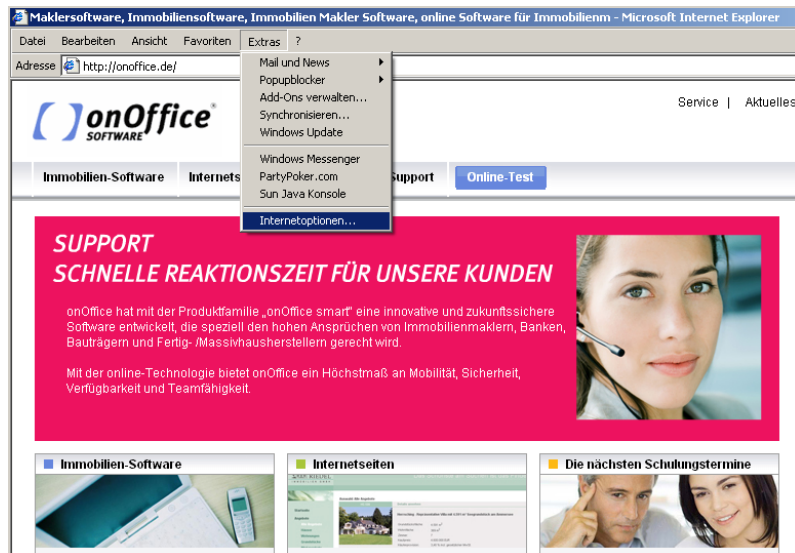 Maklersoftware, Immobiliensoftware, Immobilien Makler Software, online Software für Immobilienm - Microsoft Internet Explorer
Datei Bearbeiten Ansicht Favoriten Extras ?
Adresse http://onoffice.de/
Mail und News
Popupblocker
Add-Ons verwalten...
Synchronisieren...
Windows Update
Windows Messenger
PartyPoker.com
Sun Java Konsole
Internetoptionen...
onOffice®
SOFTWARE
Service | Aktuelles
Immobilien-Software Internets Support Online-Test
SUPPORT
SCHNELLE REAKTIONSZEIT FÜR UNSERE KUNDEN
onOffice hat mit der Produktfamilie „onOffice smart" eine innovative und zukunftssichere
Software entwickelt, die speziell den hohen Ansprüchen von Immobilienmaklern, Banken,
Bauträgern und Fertig- /Massivhausherstellern gerecht wird.
Mit der online-Technologie bietet onOffice ein Höchstmaß an Mobilität, Sicherheit,
Verfügbarkeit und Teamfähigkeit.
Immobilien-Software
Internetseiten
Die nächsten Schulungstermine